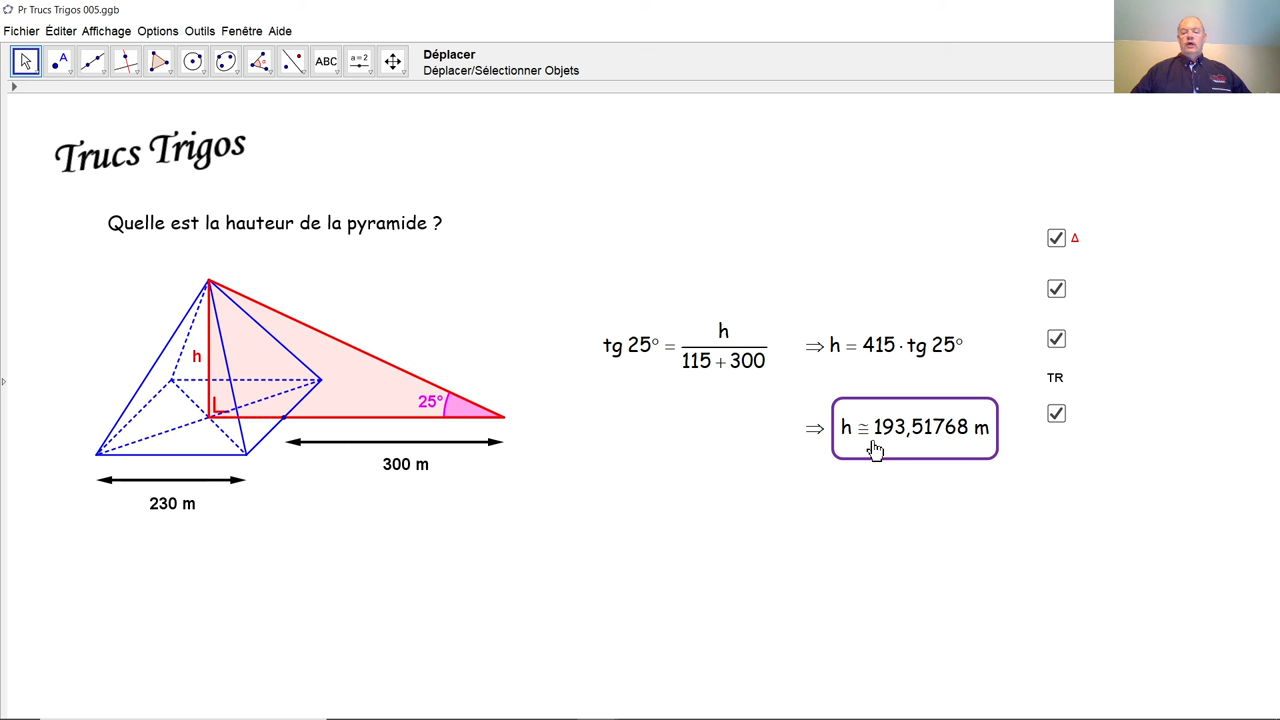 Pr Trucs Trigos 005.ggb
Fichier Éditer Affichage Options Outils Fenêtre Aide
A ABC a=2
Déplacer
Déplacer/Sélectionner Objets
Trucs Trigos
Quelle est la hauteur de la pyramide ?
Δ
h
25°
300 m
230 m
tg 25° = h / (115 + 300) ⇒ h = 415 · tg 25°
TR
⇒ h ≅ 193,51768 m